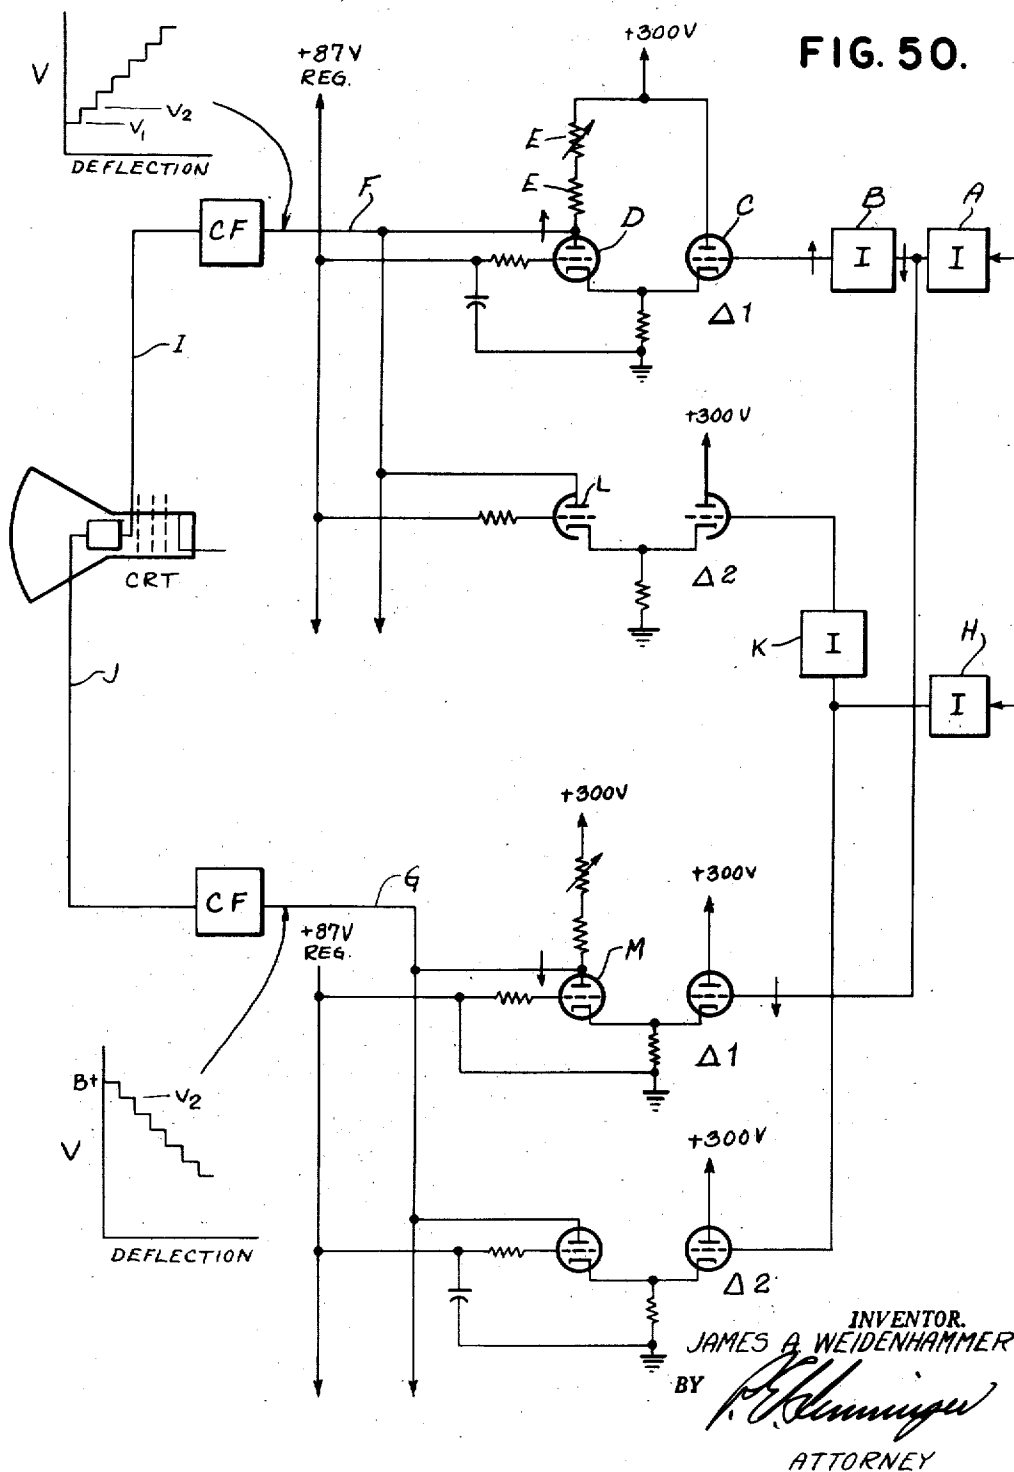 FIG. 50.
+300V
+87V
REG.
V
V2
V1
DEFLECTION
E
E
F
D
C
B
A
CF
I
I
Δ1
I
+300V
L
CRT
Δ2
K
I
H
I
J
+300V
+300V
G
CF
+87V
REG.
M
Δ1
B+
V2
V
+300V
DEFLECTION
Δ2
INVENTOR.
JAMES A WEIDENHAMMER
BY
ATTORNEY